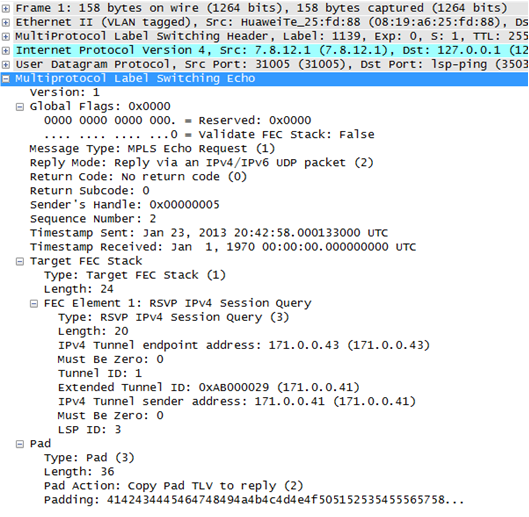 Frame 1: 158 bytes on wire (1264 bits), 158 bytes captured (1264 bits)
Ethernet II (VLAN tagged), Src: HuaweiTe_25:fd:88 (08:19:a6:25:fd:88), Ds
MultiProtocol Label Switching Header, Label: 1139, Exp: 0, S: 1, TTL: 255
Internet Protocol Version 4, Src: 7.8.12.1 (7.8.12.1), Dst: 127.0.0.1 (12
User Datagram Protocol, Src Port: 31005 (31005), Dst Port: lsp-ping (3503
Multiprotocol Label Switching Echo
Version: 1
Global Flags: 0x0000
0000 0000 0000 000. = Reserved: 0x0000
.... .... .... ...0 = Validate FEC Stack: False
Message Type: MPLS Echo Request (1)
Reply Mode: Reply via an IPv4/IPv6 UDP packet (2)
Return Code: No return code (0)
Return Subcode: 0
Sender's Handle: 0x00000005
Sequence Number: 2
Timestamp Sent: Jan 23, 2013 20:42:58.000133000 UTC
Timestamp Received: Jan  1, 1970 00:00:00.000000000 UTC
Target FEC Stack
Type: Target FEC Stack (1)
Length: 24
FEC Element 1: RSVP IPv4 Session Query
Type: RSVP IPv4 Session Query (3)
Length: 20
IPv4 Tunnel endpoint address: 171.0.0.43 (171.0.0.43)
Must Be Zero: 0
Tunnel ID: 1
Extended Tunnel ID: 0xAB000029 (171.0.0.41)
IPv4 Tunnel sender address: 171.0.0.41 (171.0.0.41)
Must Be Zero: 0
LSP ID: 3
Pad
Type: Pad (3)
Length: 36
Pad Action: Copy Pad TLV to reply (2)
Padding: 4142434445464748494a4b4c4d4e4f505152535455565758...